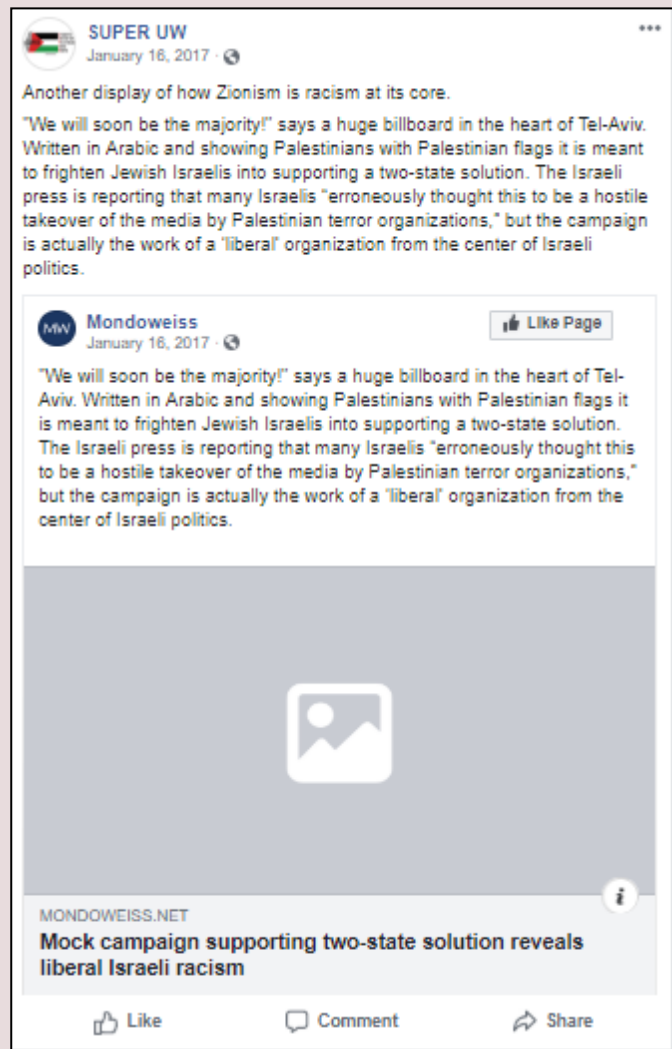 SUPER UW
January 16, 2017 ·
Another display of how Zionism is racism at its core.
"We will soon be the majority!" says a huge billboard in the heart of Tel-Aviv.
Written in Arabic and showing Palestinians with Palestinian flags it is meant
to frighten Jewish Israelis into supporting a two-state solution. The Israeli
press is reporting that many Israelis "erroneously thought this to be a hostile
takeover of the media by Palestinian terror organizations," but the campaign
is actually the work of a 'liberal' organization from the center of Israeli
politics.
MW
Mondoweiss
Like Page
January 16, 2017 ·
"We will soon be the majority!" says a huge billboard in the heart of Tel-
Aviv. Written in Arabic and showing Palestinians with Palestinian flags it
is meant to frighten Jewish Israelis into supporting a two-state solution.
The Israeli press is reporting that many Israelis "erroneously thought this
to be a hostile takeover of the media by Palestinian terror organizations,"
but the campaign is actually the work of a 'liberal' organization from the
center of Israeli politics.
i
MONDOWEISS.NET
Mock campaign supporting two-state solution reveals
liberal Israeli racism
Like Comment Share